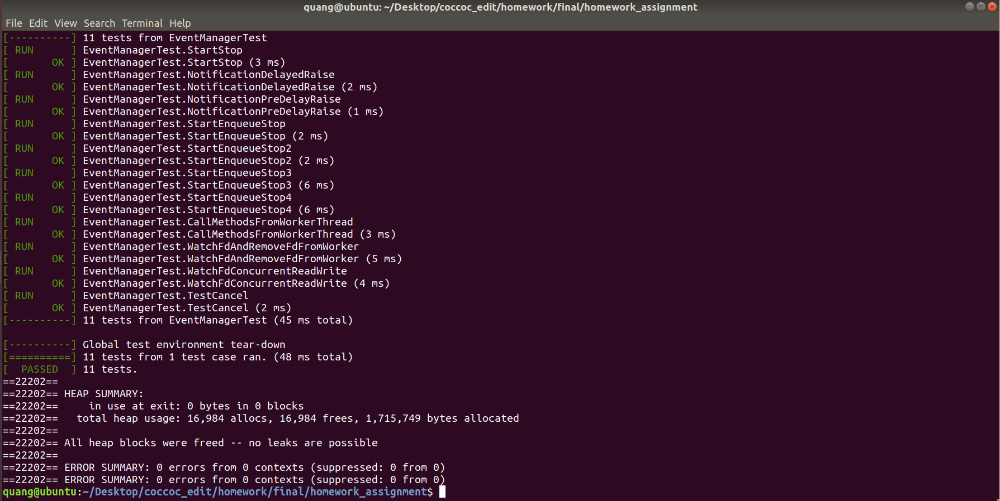 quang@ubuntu: ~/Desktop/coccoc_edit/homework/final/homework_assignment
File Edit View Search Terminal Help
[----------] 11 tests from EventManagerTest
[ RUN      ] EventManagerTest.StartStop
[       OK ] EventManagerTest.StartStop (3 ms)
[ RUN      ] EventManagerTest.NotificationDelayedRaise
[       OK ] EventManagerTest.NotificationDelayedRaise (2 ms)
[ RUN      ] EventManagerTest.NotificationPreDelayRaise
[       OK ] EventManagerTest.NotificationPreDelayRaise (1 ms)
[ RUN      ] EventManagerTest.StartEnqueueStop
[       OK ] EventManagerTest.StartEnqueueStop (2 ms)
[ RUN      ] EventManagerTest.StartEnqueueStop2
[       OK ] EventManagerTest.StartEnqueueStop2 (2 ms)
[ RUN      ] EventManagerTest.StartEnqueueStop3
[       OK ] EventManagerTest.StartEnqueueStop3 (6 ms)
[ RUN      ] EventManagerTest.StartEnqueueStop4
[       OK ] EventManagerTest.StartEnqueueStop4 (6 ms)
[ RUN      ] EventManagerTest.CallMethodsFromWorkerThread
[       OK ] EventManagerTest.CallMethodsFromWorkerThread (3 ms)
[ RUN      ] EventManagerTest.WatchFdAndRemoveFdFromWorker
[       OK ] EventManagerTest.WatchFdAndRemoveFdFromWorker (5 ms)
[ RUN      ] EventManagerTest.WatchFdConcurrentReadWrite
[       OK ] EventManagerTest.WatchFdConcurrentReadWrite (4 ms)
[ RUN      ] EventManagerTest.TestCancel
[       OK ] EventManagerTest.TestCancel (2 ms)
[----------] 11 tests from EventManagerTest (45 ms total)
[----------] Global test environment tear-down
[==========] 11 tests from 1 test case ran. (48 ms total)
[  PASSED  ] 11 tests.
==22202==
==22202== HEAP SUMMARY:
==22202==     in use at exit: 0 bytes in 0 blocks
==22202==   total heap usage: 16,984 allocs, 16,984 frees, 1,715,749 bytes allocated
==22202==
==22202== All heap blocks were freed -- no leaks are possible
==22202==
==22202== ERROR SUMMARY: 0 errors from 0 contexts (suppressed: 0 from 0)
==22202== ERROR SUMMARY: 0 errors from 0 contexts (suppressed: 0 from 0)
quang@ubuntu:~/Desktop/coccoc_edit/homework/final/homework_assignment$